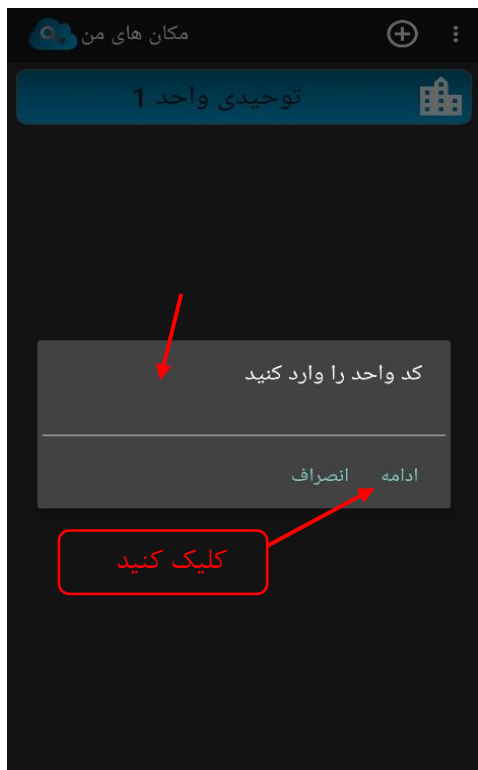 مکان های من
توحیدی واحد 1
کد واحد را وارد کنید
ادامه انصراف
کلیک کنید